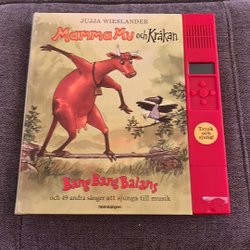 JUJJA WIESLANDER
Mamma Mu och Kråkan
Tryck
och
sjung!
Bang Bang Balans
och 49 andra sånger att sjunga till musik